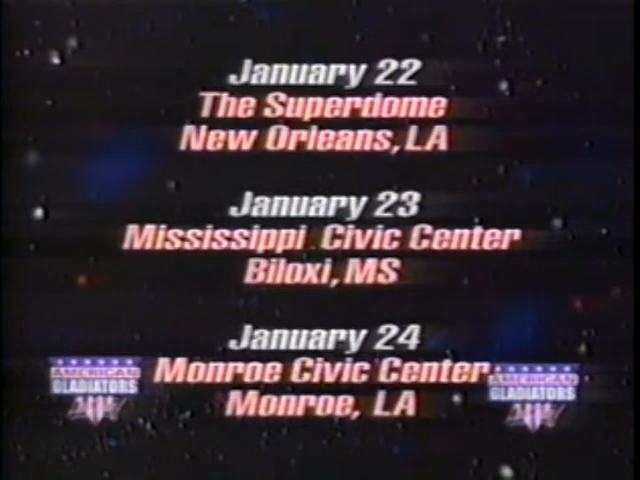 January 22
The Superdome
New Orleans, LA
January 23
Mississippi Civic Center
Biloxi, MS
January 24
Monroe Civic Center
Monroe, LA
AMERICAN
GLADIATORS
AMERICAN
GLADIATORS